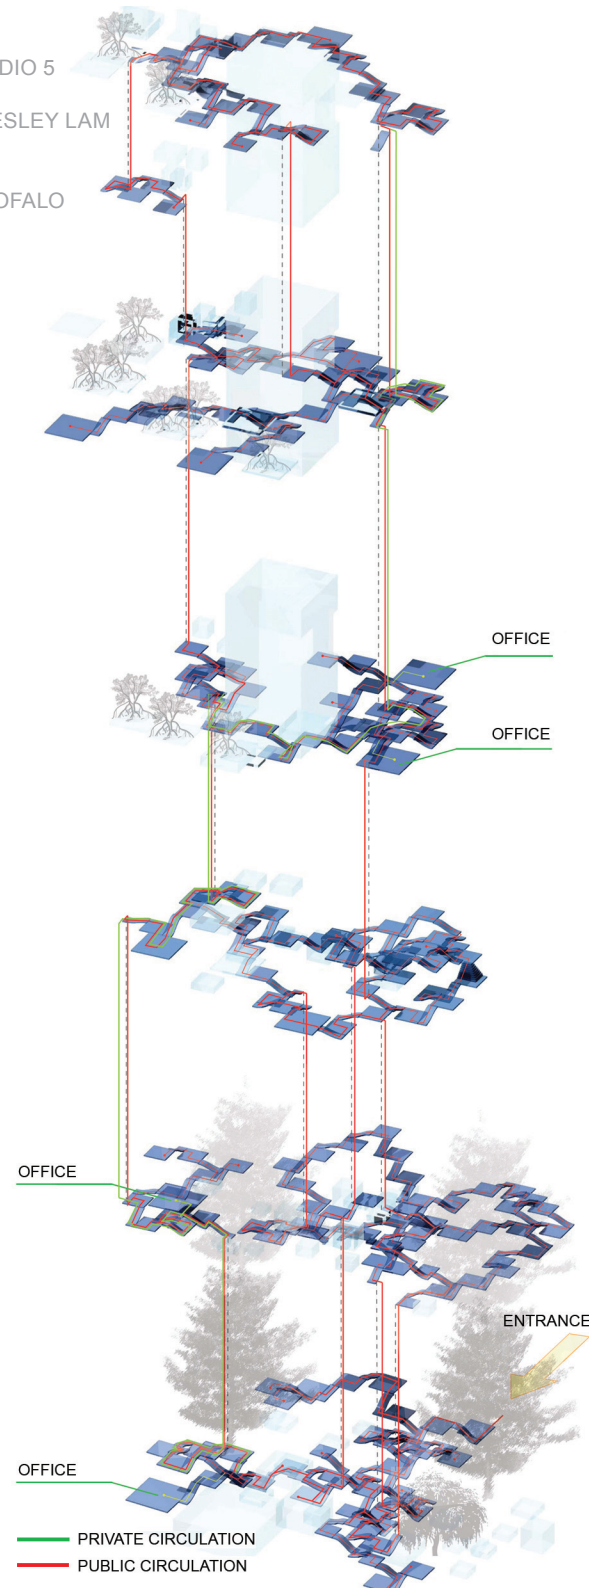 DIO 5
ESLEY LAM
OFALO
OFFICE
OFFICE
OFFICE
ENTRANCE
OFFICE
PRIVATE CIRCULATION
PUBLIC CIRCULATION